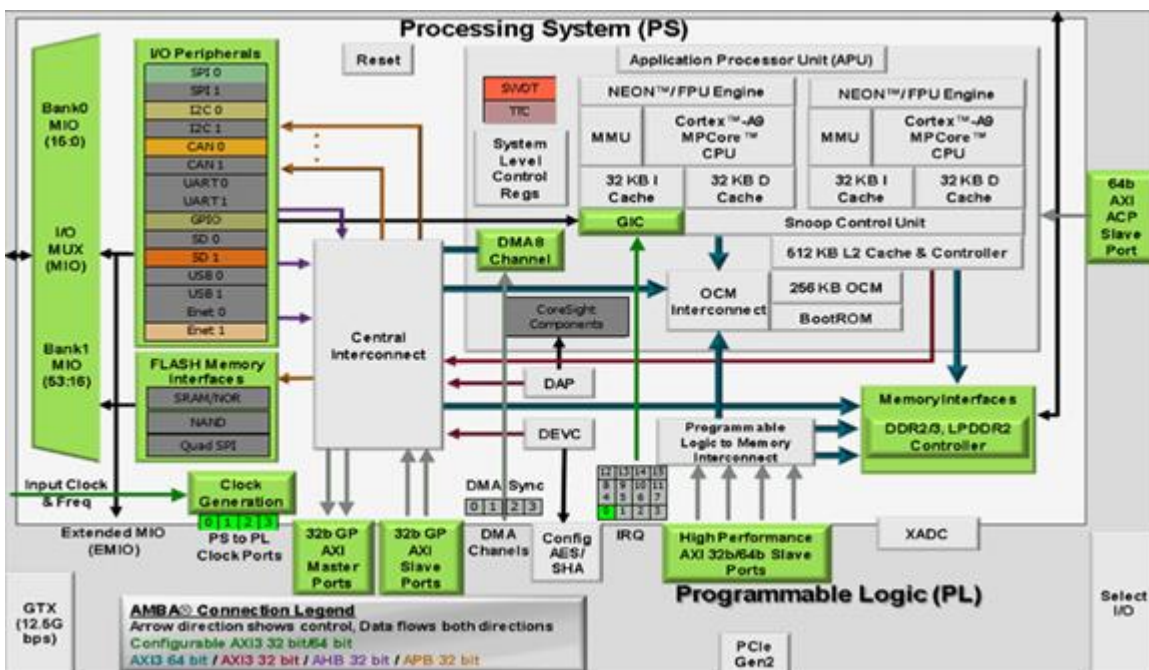 Processing System (PS)
I/O Peripherals
SPI 0
SPI 1
I2C 0
I2C 1
CAN 0
CAN 1
UART 0
UART 1
GPIO
SD 0
SD 1
USB 0
USB 1
Enet 0
Enet 1
FLASH Memory
Interfaces
SRAM/NOR
NAND
Quad SPI
Bank0
MIO
(15:0)
I/O
MUX
(MIO)
Bank1
MIO
(53:16)
Input Clock
& Freq
Clock
Generation
0 1 2 3
PS to PL
Clock Ports
Extended MIO
(EMIO)
Reset
Central
Interconnect
Application Processor Unit (APU)
SWDT
TTC
System
Level
Control
Regs
NEON™/ FPU Engine
MMU
Cortex™-A9
MPCore™
CPU
32 KB I
Cache
32 KB D
Cache
NEON™/ FPU Engine
MMU
Cortex™-A9
MPCore™
CPU
32 KB I
Cache
32 KB D
Cache
GIC
Snoop Control Unit
DMA8
Channel
512 KB L2 Cache & Controller
OCM
Interconnect
256 KB OCM
BootROM
CoreSight
Components
DAP
DEVC
Programmable
Logic to Memory
Interconnect
Memory Interfaces
DDR2/3, LPDDR2
Controller
64b
AXI
ACP
Slave
Port
32b GP
AXI
Master
Ports
32b GP
AXI
Slave
Ports
DMA Sync
0 1 2 3
DMA
Channels
Config
AES/
SHA
12 13 14 15
8 9 10 11
4 5 6 7
0 1 2 3
IRQ
High Performance
AXI 32b/64b Slave
Ports
XADC
Programmable Logic (PL)
GTX
(12.5G
bps)
AMBA® Connection Legend
Arrow direction shows control, Data flows both directions
Configurable AXI3 32 bit/64 bit
AXI3 64 bit / AXI3 32 bit / AHB 32 bit / APB 32 bit
PCIe
Gen2
Select
I/O